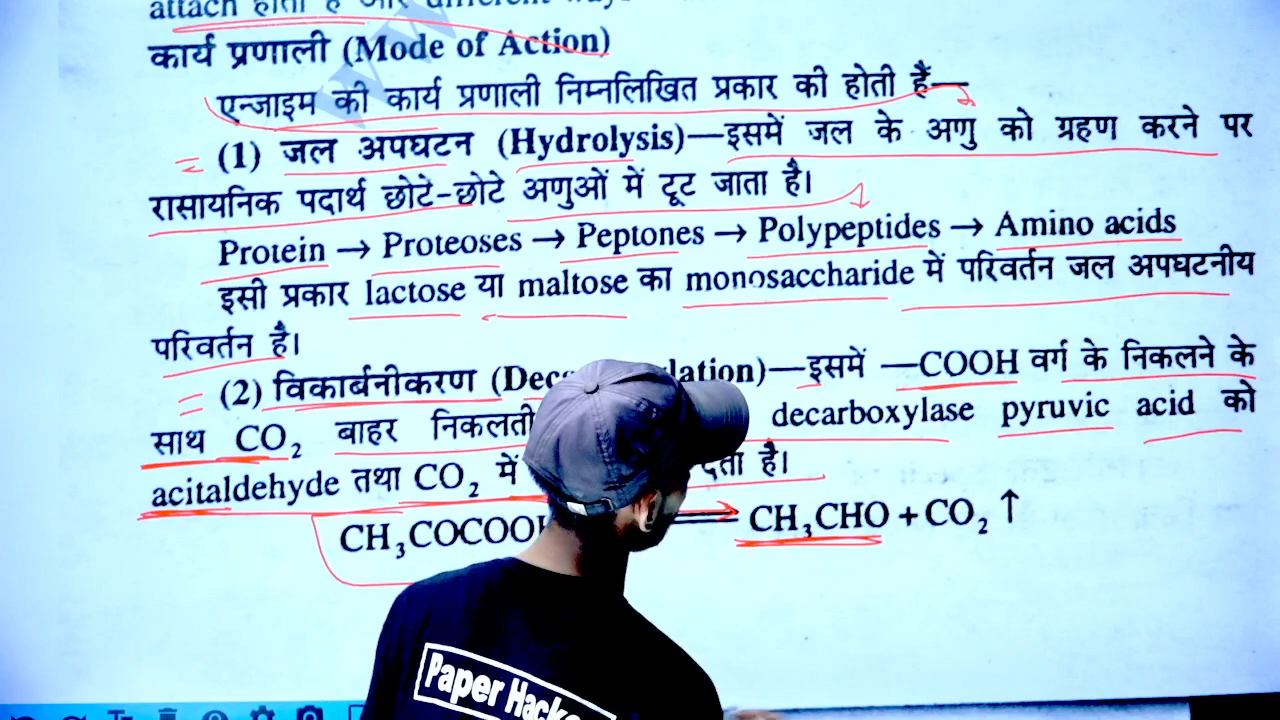 attach होता है और different
कार्य प्रणाली (Mode of Action)
एन्जाइम की कार्य प्रणाली निम्नलिखित प्रकार की होती हैं—
(1) जल अपघटन (Hydrolysis)—इसमें जल के अणु को ग्रहण करने पर
रासायनिक पदार्थ छोटे-छोटे अणुओं में टूट जाता है।
Protein → Proteoses → Peptones → Polypeptides → Amino acids
इसी प्रकार lactose या maltose का monosaccharide में परिवर्तन जल अपघटनीय
परिवर्तन है।
(2) विकार्बनीकरण (Dec lation)—इसमें —COOH वर्ग के निकलने के
साथ CO₂ बाहर निकलती decarboxylase pyruvic acid को
acitaldehyde तथा CO₂ में देता है।
CH₃COCOOH ⟶ CH₃CHO + CO₂ ↑
Paper Hacke